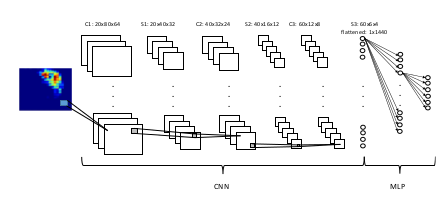 C1: 20x80x64
S1: 20x40x32
C2: 40x32x24
S2: 40x16x12
C3: 60x12x8
S3: 60x6x4
flattened: 1x1440
CNN
MLP